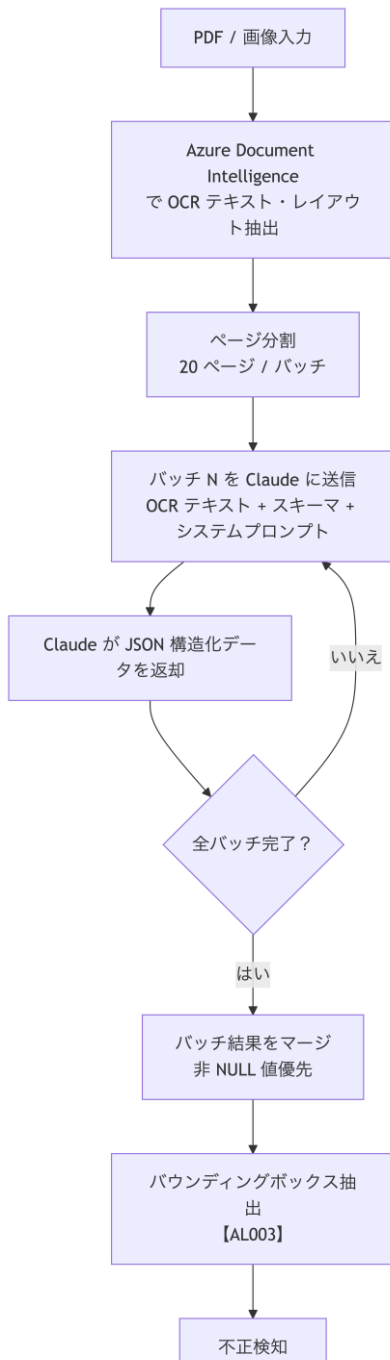 PDF / 画像入力
Azure Document
Intelligence
で OCR テキスト・レイアウ
ト抽出
ページ分割
20 ページ / バッチ
バッチ N を Claude に送信
OCR テキスト + スキーマ +
システムプロンプト
Claude が JSON 構造化デー
タを返却
いいえ
全バッチ完了？
はい
バッチ結果をマージ
非 NULL 値優先
バウンディングボックス抽
出
【AL003】
不正検知